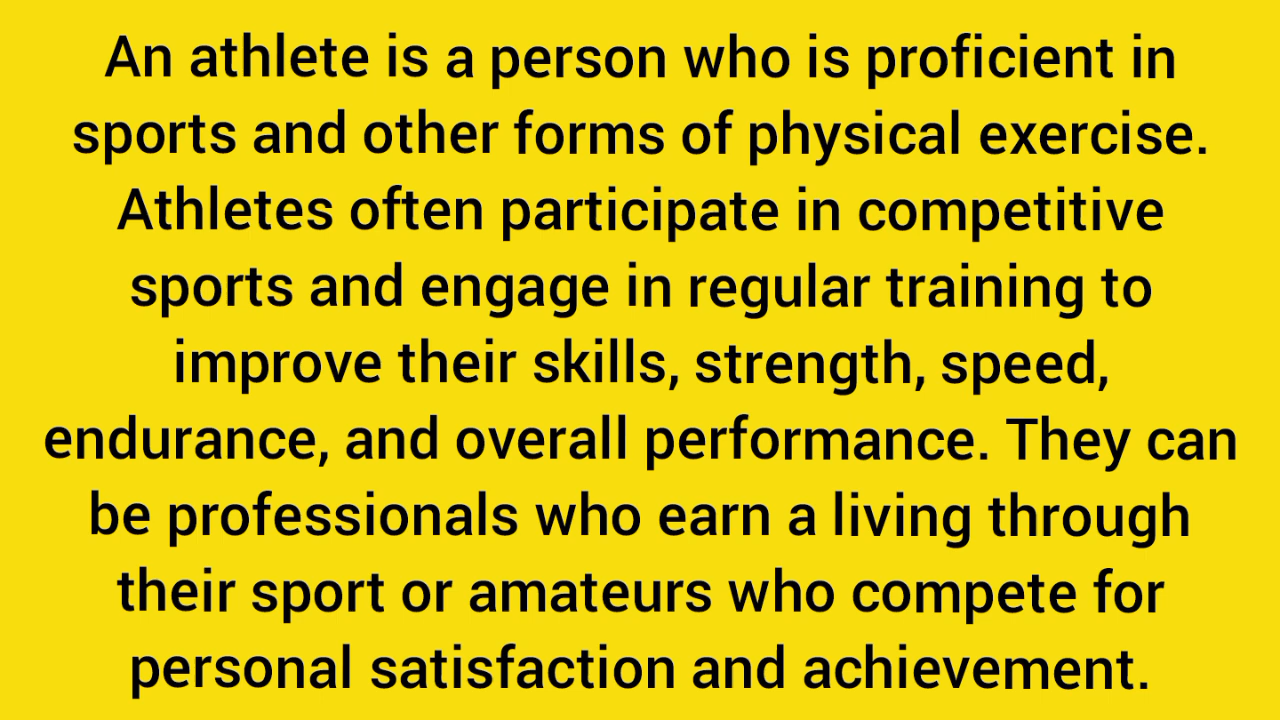 An athlete is a person who is proficient in
sports and other forms of physical exercise.
Athletes often participate in competitive
sports and engage in regular training to
improve their skills, strength, speed,
endurance, and overall performance. They can
be professionals who earn a living through
their sport or amateurs who compete for
personal satisfaction and achievement.